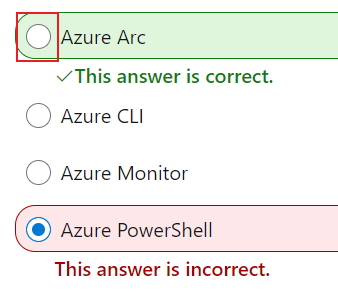 Azure Arc
This answer is correct.
Azure CLI
Azure Monitor
Azure PowerShell
This answer is incorrect.